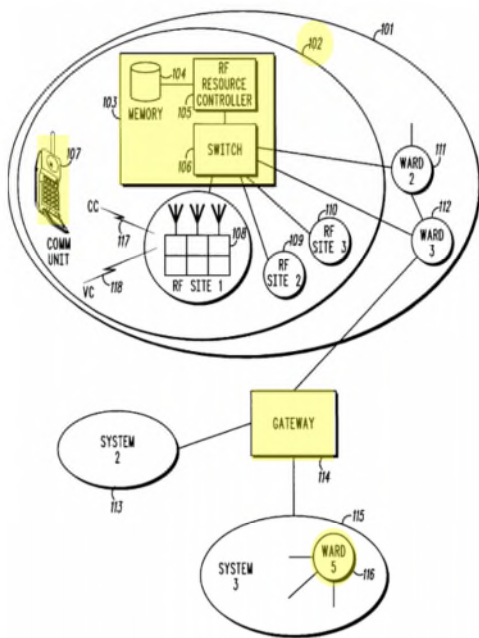 101
102
104
103
MEMORY
RF
RESOURCE
CONTROLLER
105
107
106
SWITCH
111
WARD
2
112
WARD
3
COMM
UNIT
CC
117
108
110
109
RF
SITE 3
RF
SITE 2
118
VC
RF SITE 1
GATEWAY
114
SYSTEM
2
113
115
WARD
5
116
SYSTEM
3